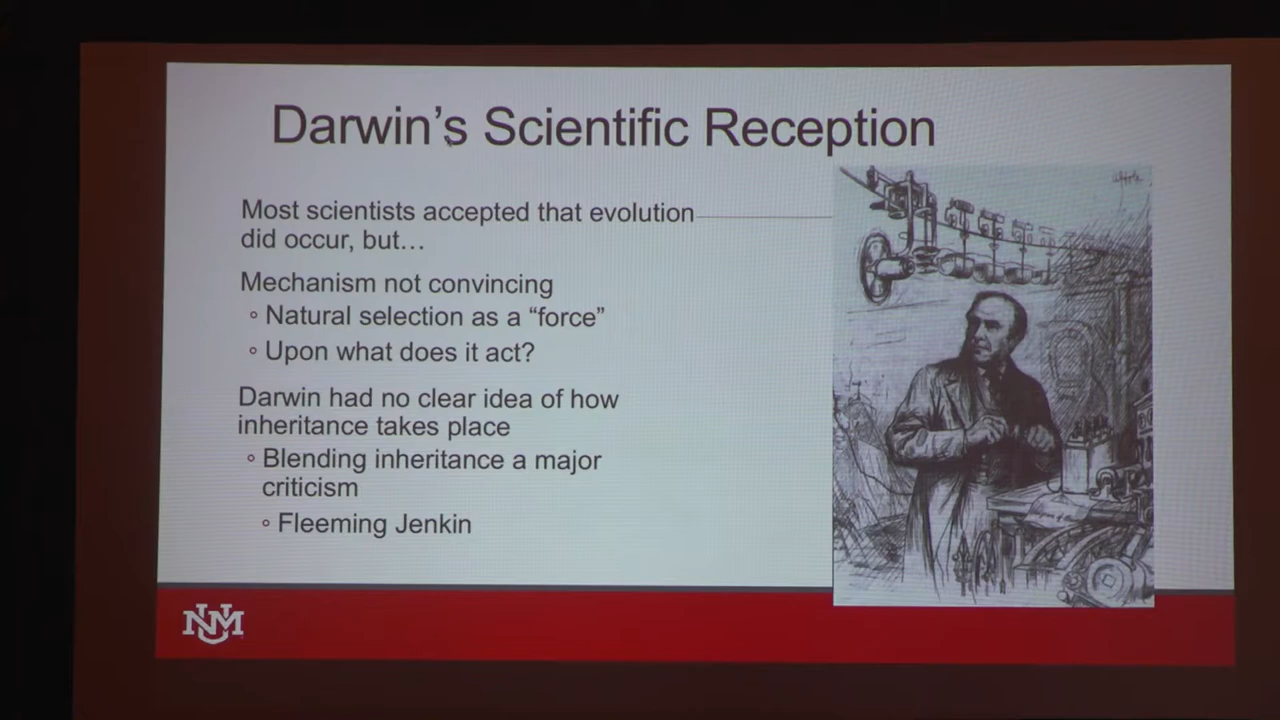 Darwin’s Scientific Reception
Most scientists accepted that evolution
did occur, but…
Mechanism not convincing
◦ Natural selection as a “force”
◦ Upon what does it act?
Darwin had no clear idea of how
inheritance takes place
◦ Blending inheritance a major
criticism
◦ Fleeming Jenkin
UNM